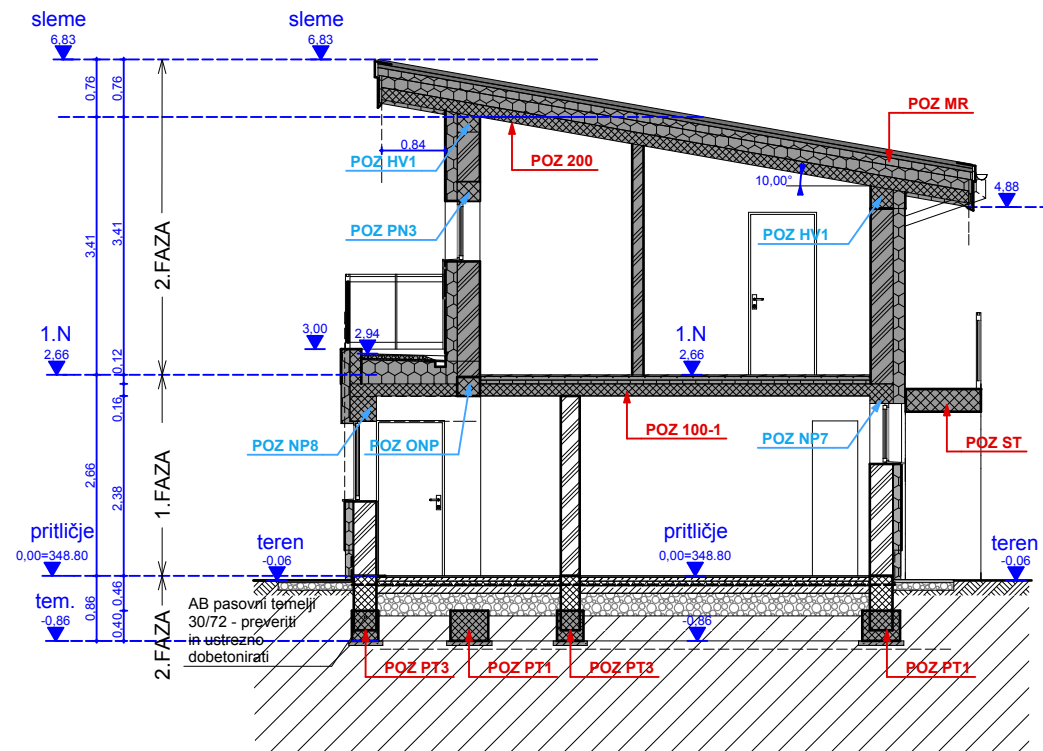 sleme
6,83
sleme
6,83
0,76
0,76
POZ MR
POZ HV1
0,84
POZ 200
10,00°
4,88
POZ PN3
POZ HV1
3,41
3,41
2.FAZA
3,00
2,94
1.N
2,66
1.N
2,66
0,12
0,16
POZ NP8
POZ ONP
POZ 100-1
POZ NP7
POZ ST
2,66
2,38
1.FAZA
pritličje
0,00=348.80
teren
-0,06
pritličje
0,00=348.80
teren
-0,06
tem.
-0,86
0,86
0,46
0,40
2.FAZA
AB pasovni temelji
30/72 - preveriti
in ustrezno
dobetonirati
-0,86
POZ PT3
POZ PT1
POZ PT3
POZ PT1